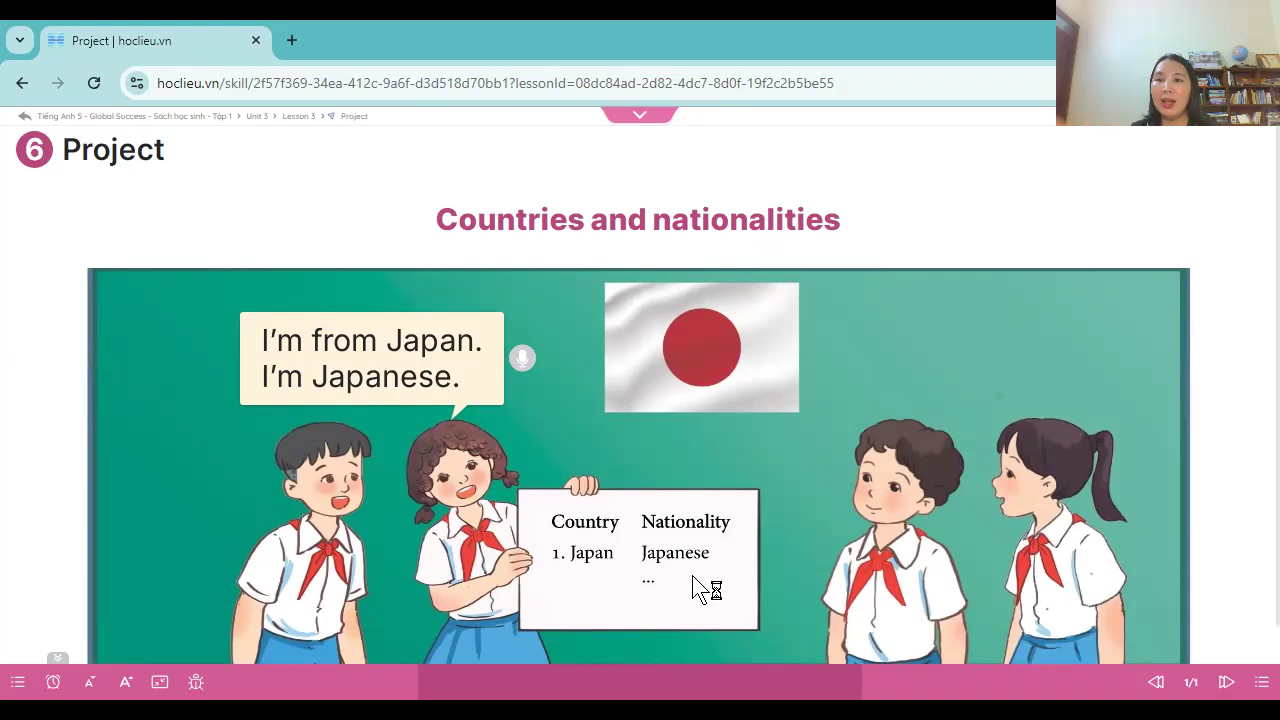 Project | hoclieu.vn
hoclieu.vn/skill/2f57f369-34ea-412c-9a6f-d3d518d70bb1?lessonId=08dc84ad-2d82-4dc7-8d0f-19f2c2b5be55
Tiếng Anh 5 - Global Success - Sách học sinh - Tập 1 > Unit 3 > Lesson 3 > Project
6 Project
Countries and nationalities
I'm from Japan.
I'm Japanese.
Country Nationality
1. Japan Japanese
...
A A 1/1